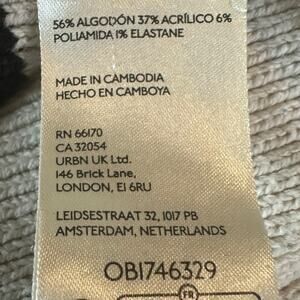 56% ALGODÓN 37% ACRÍLICO 6%
POLIAMIDA 1% ELASTANE
MADE IN CAMBODIA
HECHO EN CAMBOYA
RN 66170
CA 32054
URBN UK Ltd.
146 Brick Lane,
LONDON, E1 6RU
LEIDSESTRAAT 32, 1017 PB
AMSTERDAM, NETHERLANDS
OB1746329
FR